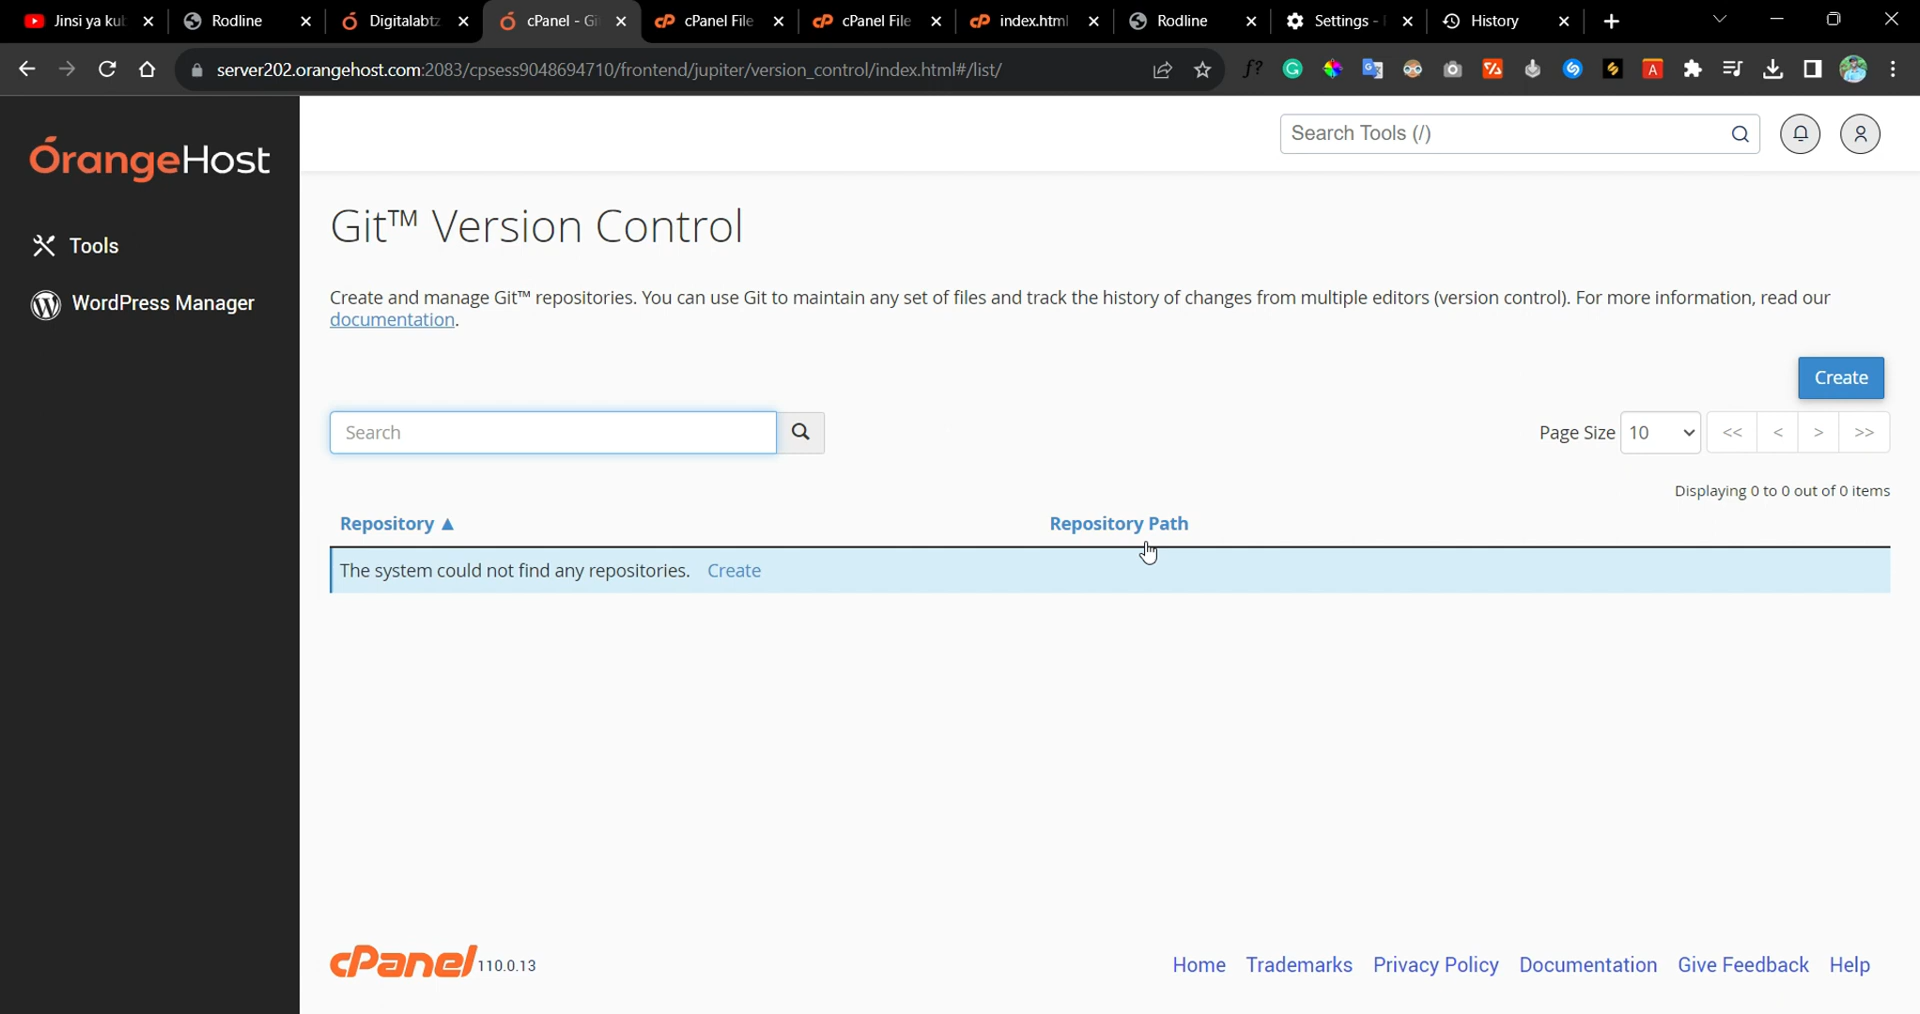 Jinsi ya kub
Rodline
Digitalabtz
cPanel - Gi
cPanel File
cPanel File
index.html
Rodline
Settings -
History
server202.orangehost.com:2083/cpsess9048694710/frontend/jupiter/version_control/index.html#/list/
OrangeHost
Search Tools (/)
Tools
WordPress Manager
Git™ Version Control
Create and manage Git™ repositories. You can use Git to maintain any set of files and track the history of changes from multiple editors (version control). For more information, read our
documentation.
Create
Search
Page Size 10 << < > >>
Displaying 0 to 0 out of 0 items
Repository ▲ Repository Path
The system could not find any repositories. Create
cPanel 110.0.13
Home Trademarks Privacy Policy Documentation Give Feedback Help